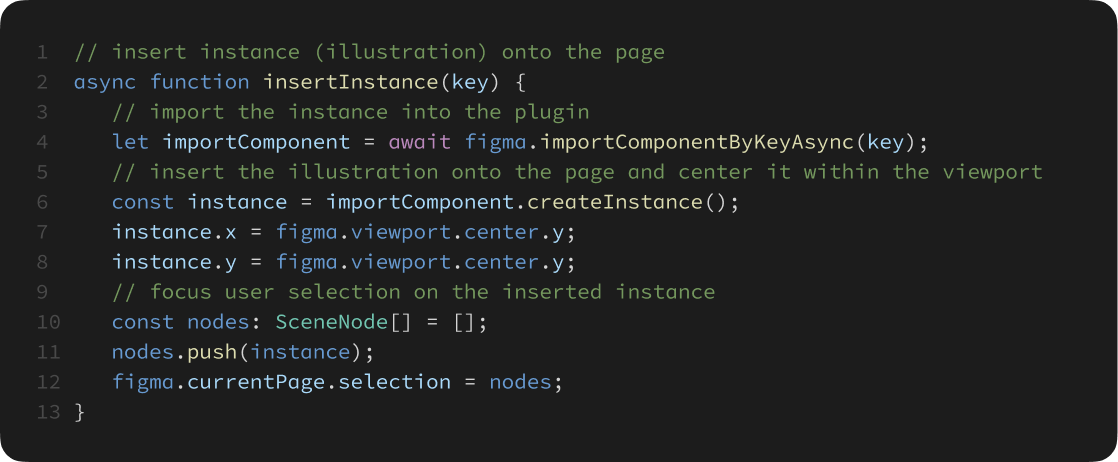 1 // insert instance (illustration) onto the page
2 async function insertInstance(key) {
3 // import the instance into the plugin
4 let importComponent = await figma.importComponentByKeyAsync(key);
5 // insert the illustration onto the page and center it within the viewport
6 const instance = importComponent.createInstance();
7 instance.x = figma.viewport.center.y;
8 instance.y = figma.viewport.center.y;
9 // focus user selection on the inserted instance
10 const nodes: SceneNode[] = [];
11 nodes.push(instance);
12 figma.currentPage.selection = nodes;
13 }